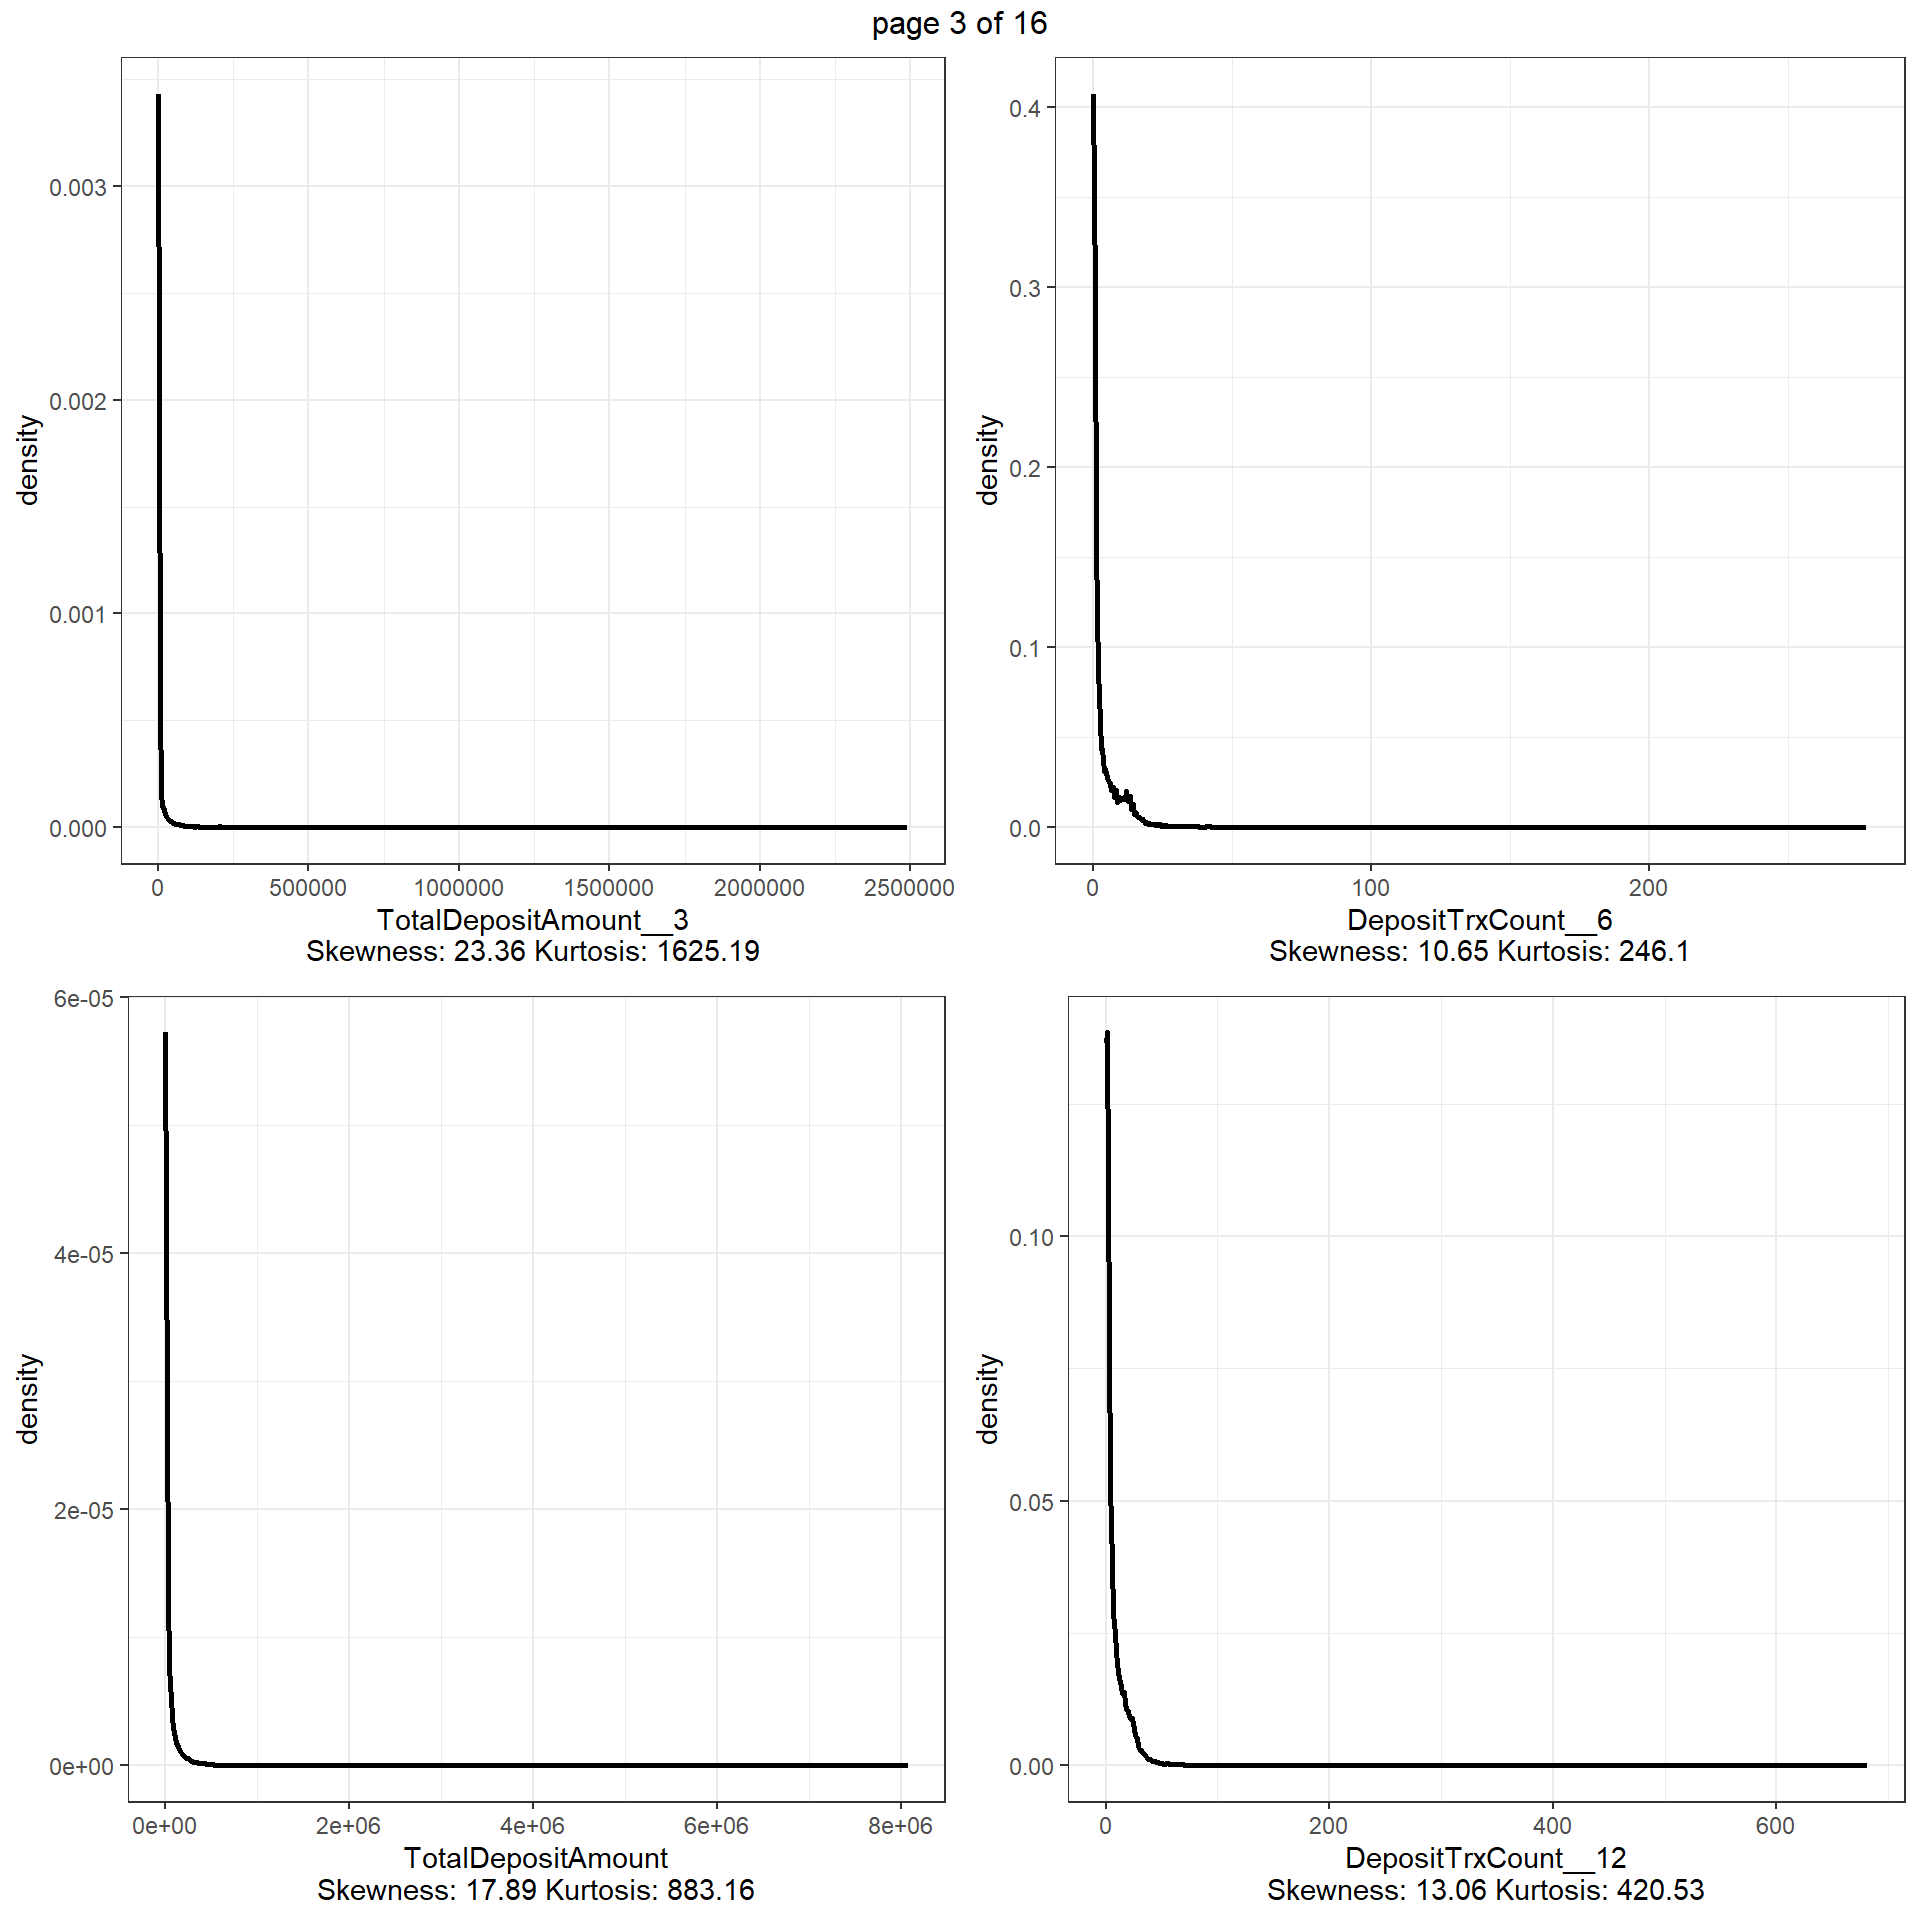 page 3 of 16
density
0.003
0.002
0.001
0.000
0
500000
1000000
1500000
2000000
2500000
TotalDepositAmount__3
Skewness: 23.36 Kurtosis: 1625.19
density
0.4
0.3
0.2
0.1
0.0
0
100
200
DepositTrxCount__6
Skewness: 10.65 Kurtosis: 246.1
density
6e-05
4e-05
2e-05
0e+00
0e+00
2e+06
4e+06
6e+06
8e+06
TotalDepositAmount
Skewness: 17.89 Kurtosis: 883.16
density
0.10
0.05
0.00
0
200
400
600
DepositTrxCount__12
Skewness: 13.06 Kurtosis: 420.53